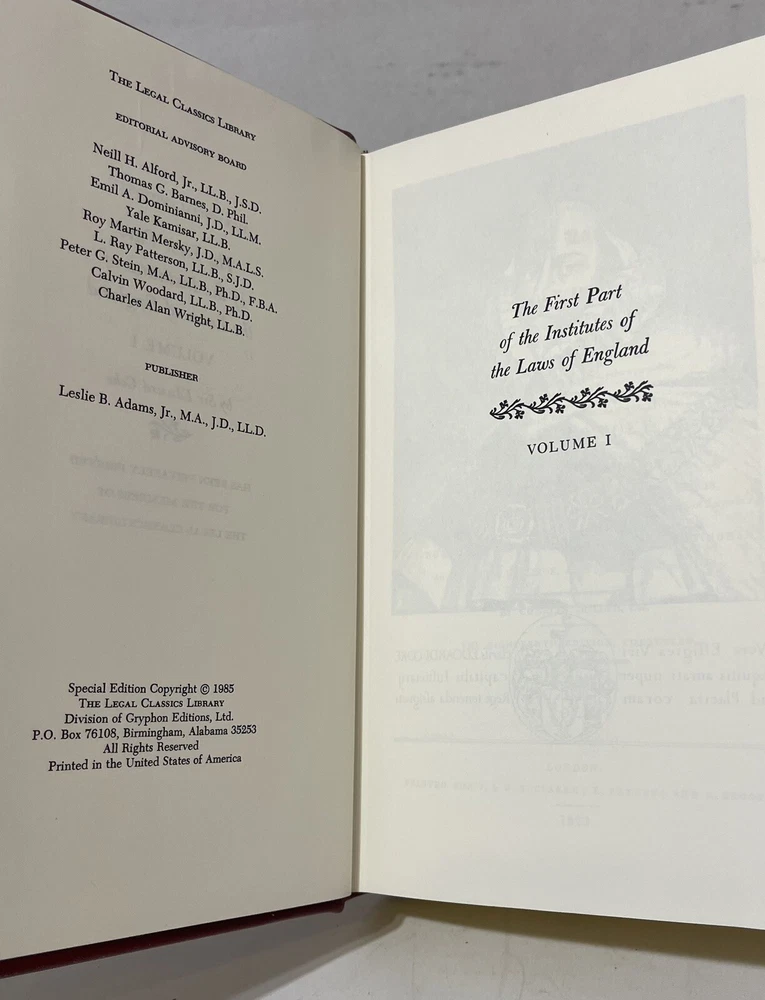 THE LEGAL CLASSICS LIBRARY
EDITORIAL ADVISORY BOARD
Neill H. Alford, Jr., LL.B., J.S.D.
Thomas G. Barnes, D. Phil.
Emil A. Dominianni, J.D., LL.M.
Yale Kamisar, LL.B.
Roy Martin Mersky, J.D., M.A.L.S.
L. Ray Patterson, LL.B., S.J.D.
Peter G. Stein, M.A., LL.B., Ph.D., F.B.A.
Calvin Woodard, LL.B., Ph.D.
Charles Alan Wright, LL.B.
PUBLISHER
Leslie B. Adams, Jr., M.A., J.D., LL.D.
Special Edition Copyright © 1985
THE LEGAL CLASSICS LIBRARY
Division of Gryphon Editions, Ltd.
P.O. Box 76108, Birmingham, Alabama 35253
All Rights Reserved
Printed in the United States of America
The First Part
of the Institutes of
the Laws of England
VOLUME I